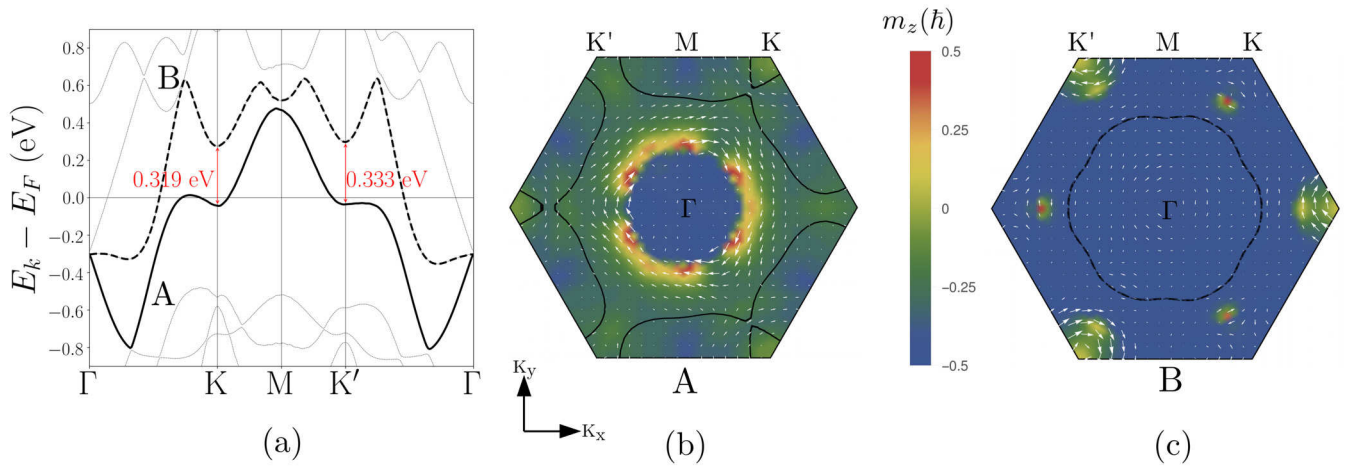 E_k − E_F (eV)
0.8
0.6
0.4
0.2
0.0
−0.2
−0.4
−0.6
−0.8
B
0.319 eV
0.333 eV
A
Γ K M K′ Γ
(a)
K' M K
Γ
A
K_y
K_x
(b)
m_z(ℏ)
0.5
0.25
0
−0.25
−0.5
K' M K
Γ
B
(c)